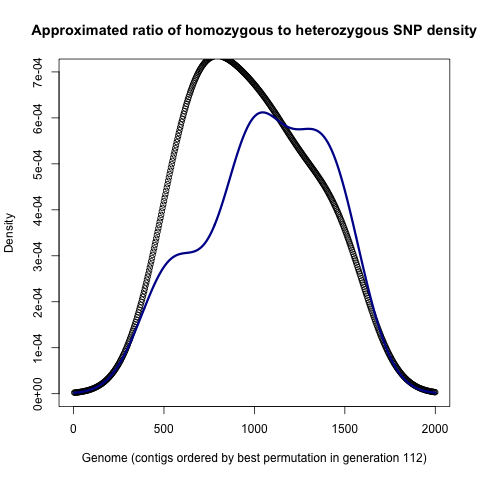 Approximated ratio of homozygous to heterozygous SNP density
Density
7e-04
6e-04
5e-04
4e-04
3e-04
2e-04
1e-04
0e+00
0 500 1000 1500 2000
Genome (contigs ordered by best permutation in generation 112)